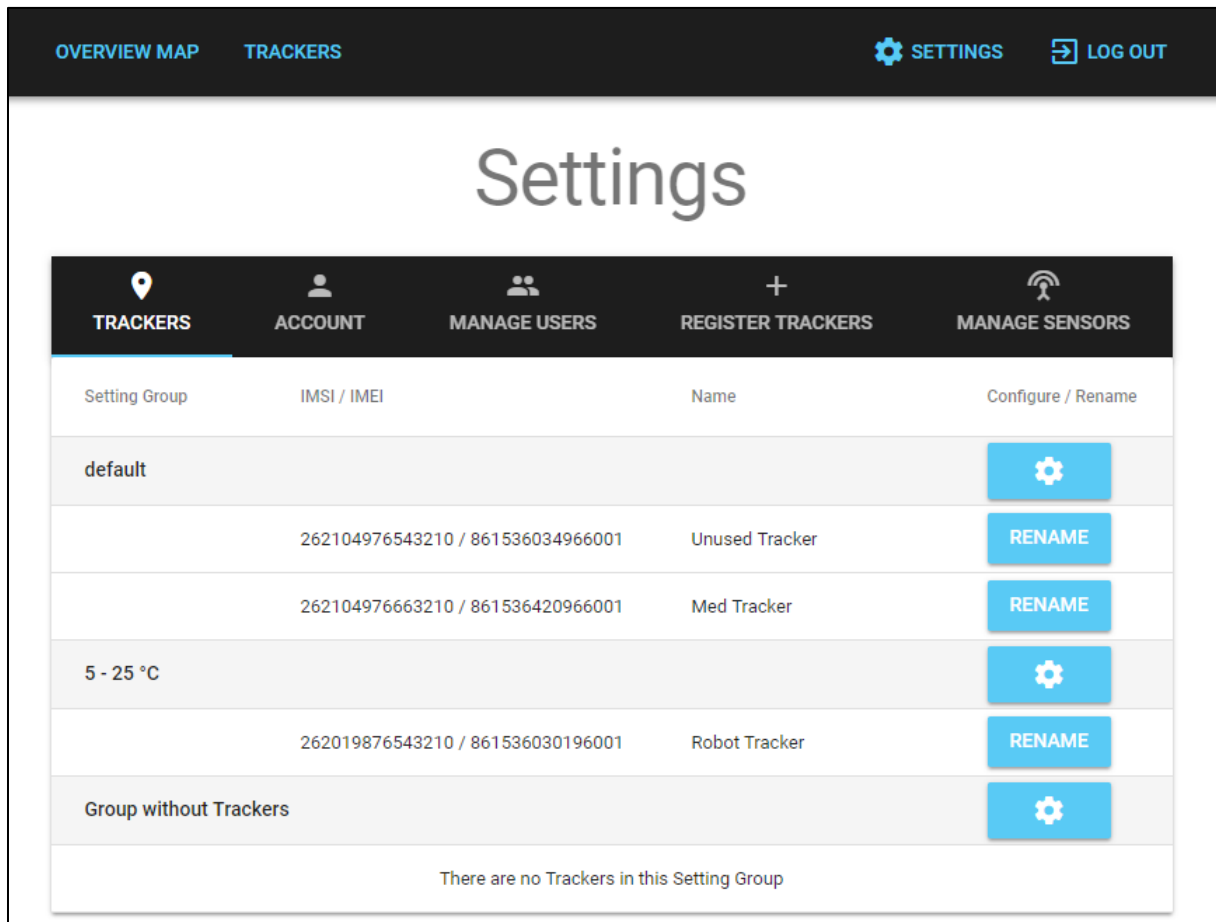 OVERVIEW MAP TRACKERS SETTINGS LOG OUT
Settings
TRACKERS ACCOUNT MANAGE USERS REGISTER TRACKERS MANAGE SENSORS
Setting Group IMSI / IMEI Name Configure / Rename
default
262104976543210 / 861536034966001 Unused Tracker RENAME
262104976663210 / 861536420966001 Med Tracker RENAME
5 - 25 °C
262019876543210 / 861536030196001 Robot Tracker RENAME
Group without Trackers
There are no Trackers in this Setting Group